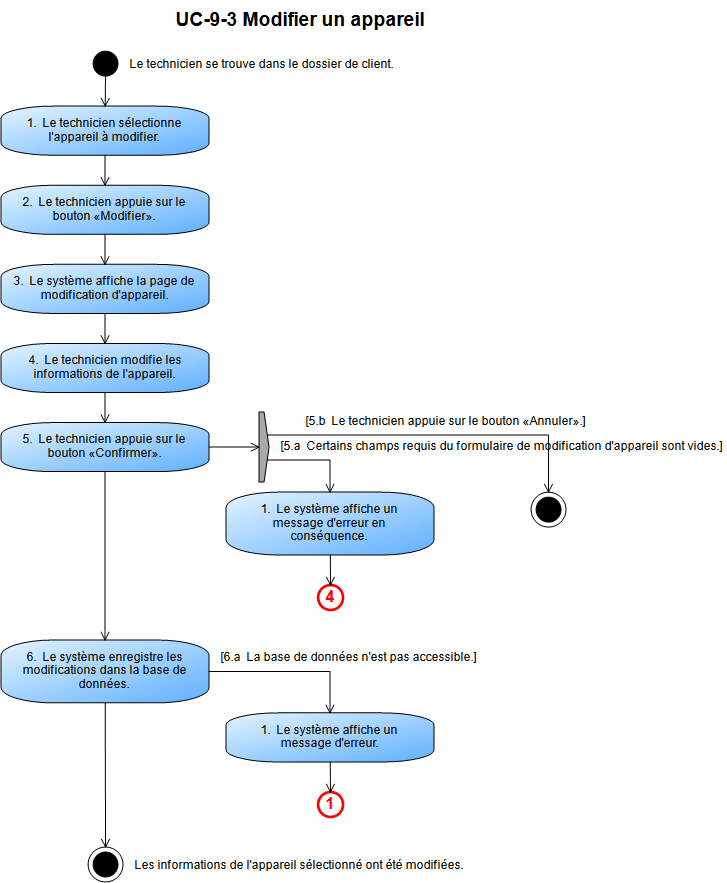 UC-9-3 Modifier un appareil
Le technicien se trouve dans le dossier de client.
1. Le technicien sélectionne
l'appareil à modifier.
2. Le technicien appuie sur le
bouton «Modifier».
3. Le système affiche la page de
modification d'appareil.
4. Le technicien modifie les
informations de l'appareil.
[5.b Le technicien appuie sur le bouton «Annuler».]
5. Le technicien appuie sur le
bouton «Confirmer».
[5.a Certains champs requis du formulaire de modification d'appareil sont vides.]
1. Le système affiche un
message d'erreur en
conséquence.
4
6. Le système enregistre les
modifications dans la base de
données.
[6.a La base de données n'est pas accessible.]
1. Le système affiche un
message d'erreur.
1
Les informations de l'appareil sélectionné ont été modifiées.